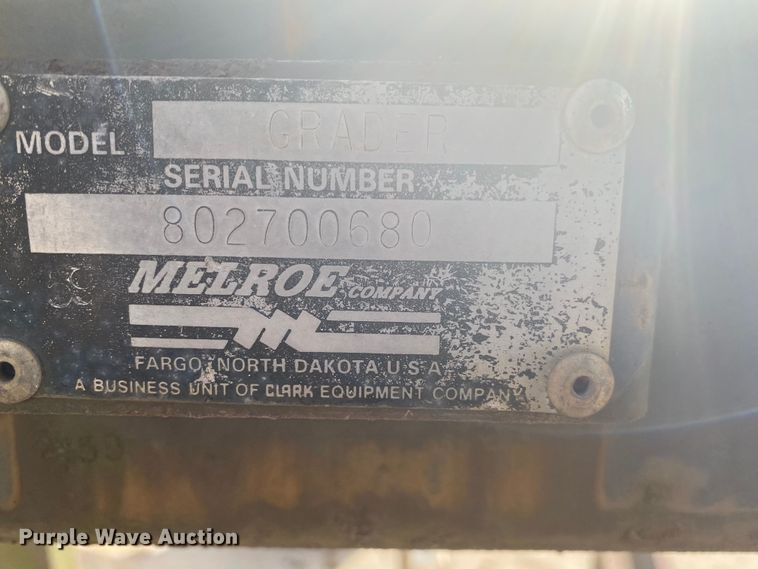 MODEL GRADER
SERIAL NUMBER
802700680
MELROE COMPANY
FARGO, NORTH DAKOTA U.S.A.
A BUSINESS UNIT OF CLARK EQUIPMENT COMPANY
Purple Wave Auction